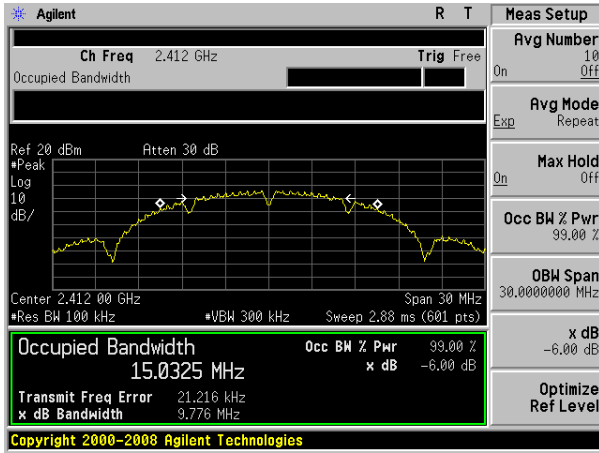 Agilent R T Meas Setup
Avg Number
10
On Off
Ch Freq 2.412 GHz Trig Free
Occupied Bandwidth
Avg Mode
Exp Repeat
Ref 20 dBm Atten 30 dB
#Peak
Log
10
dB/
Max Hold
On Off
Occ BW % Pwr
99.00 %
OBW Span
30.0000000 MHz
Center 2.412 00 GHz Span 30 MHz
#Res BW 100 kHz #VBW 300 kHz Sweep 2.88 ms (601 pts)
x dB
-6.00 dB
Occupied Bandwidth Occ BW % Pwr 99.00 %
15.0325 MHz x dB -6.00 dB
Transmit Freq Error 21.216 kHz
x dB Bandwidth 9.776 MHz
Optimize
Ref Level
Copyright 2000-2008 Agilent Technologies